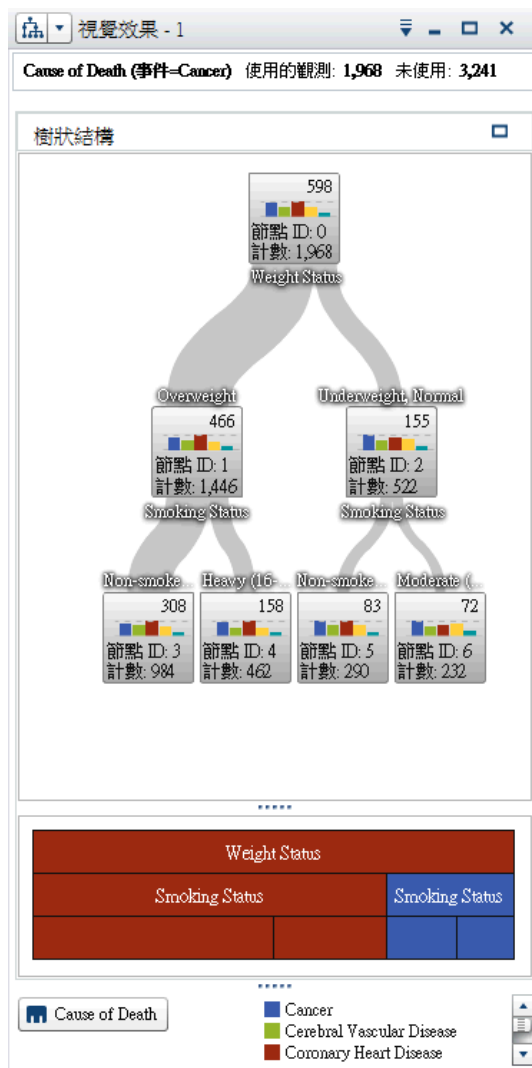 視覺效果 - 1
Cause of Death (事件=Cancer) 使用的觀測: 1,968 未使用: 3,241
樹狀結構
598
節點 ID: 0
計數: 1,968
Weight Status
Overweight
Underweight, Normal
466
節點 ID: 1
計數: 1,446
Smoking Status
155
節點 ID: 2
計數: 522
Smoking Status
Non-smoke...
Heavy (16-...
Non-smoke...
Moderate (...
308
節點 ID: 3
計數: 984
158
節點 ID: 4
計數: 462
83
節點 ID: 5
計數: 290
72
節點 ID: 6
計數: 232
Weight Status
Smoking Status
Smoking Status
Cause of Death
Cancer
Cerebral Vascular Disease
Coronary Heart Disease